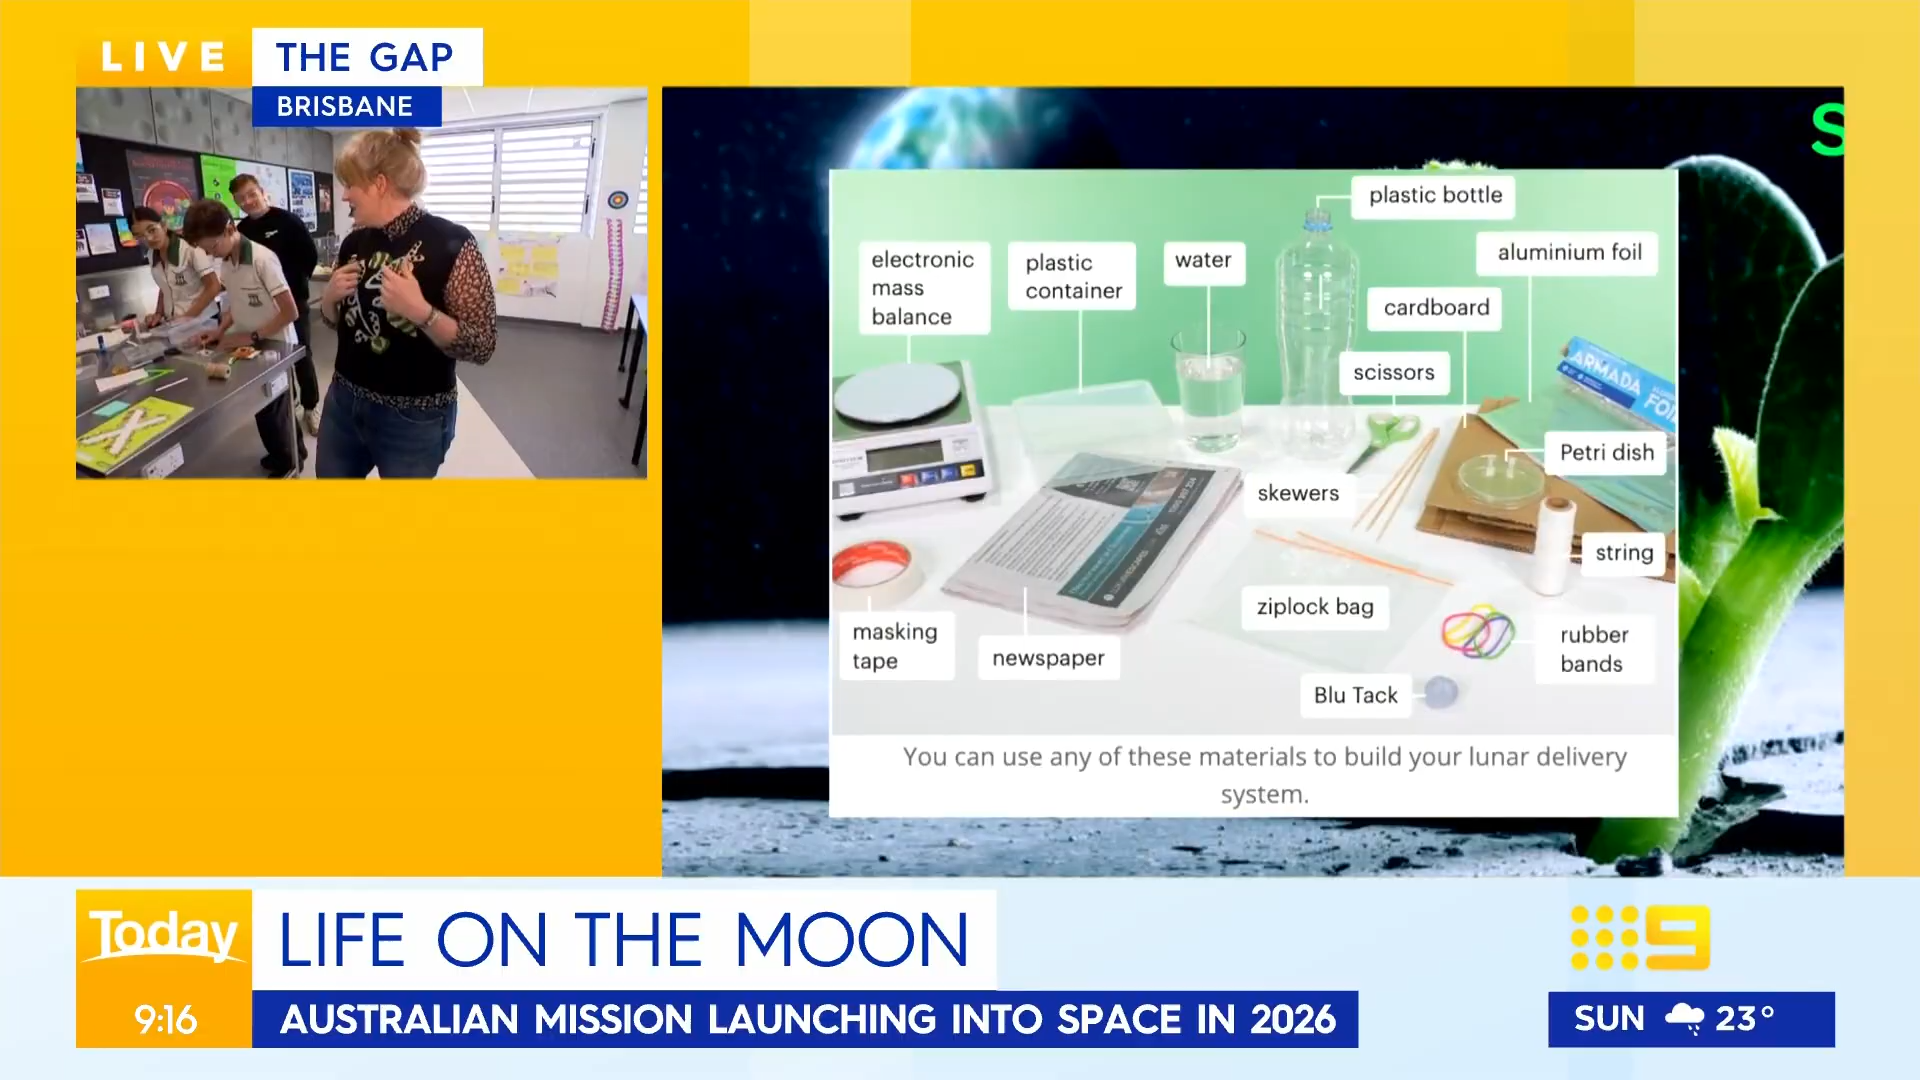 LIVE
THE GAP
BRISBANE
S
plastic bottle
aluminium foil
electronic
mass
balance
plastic
container
water
cardboard
scissors
ARMADA
FOIL
Petri dish
skewers
string
ziplock bag
masking
tape
newspaper
rubber
bands
Blu Tack
You can use any of these materials to build your lunar delivery
system.
Today
LIFE ON THE MOON
9
9:16
AUSTRALIAN MISSION LAUNCHING INTO SPACE IN 2026
SUN 23°